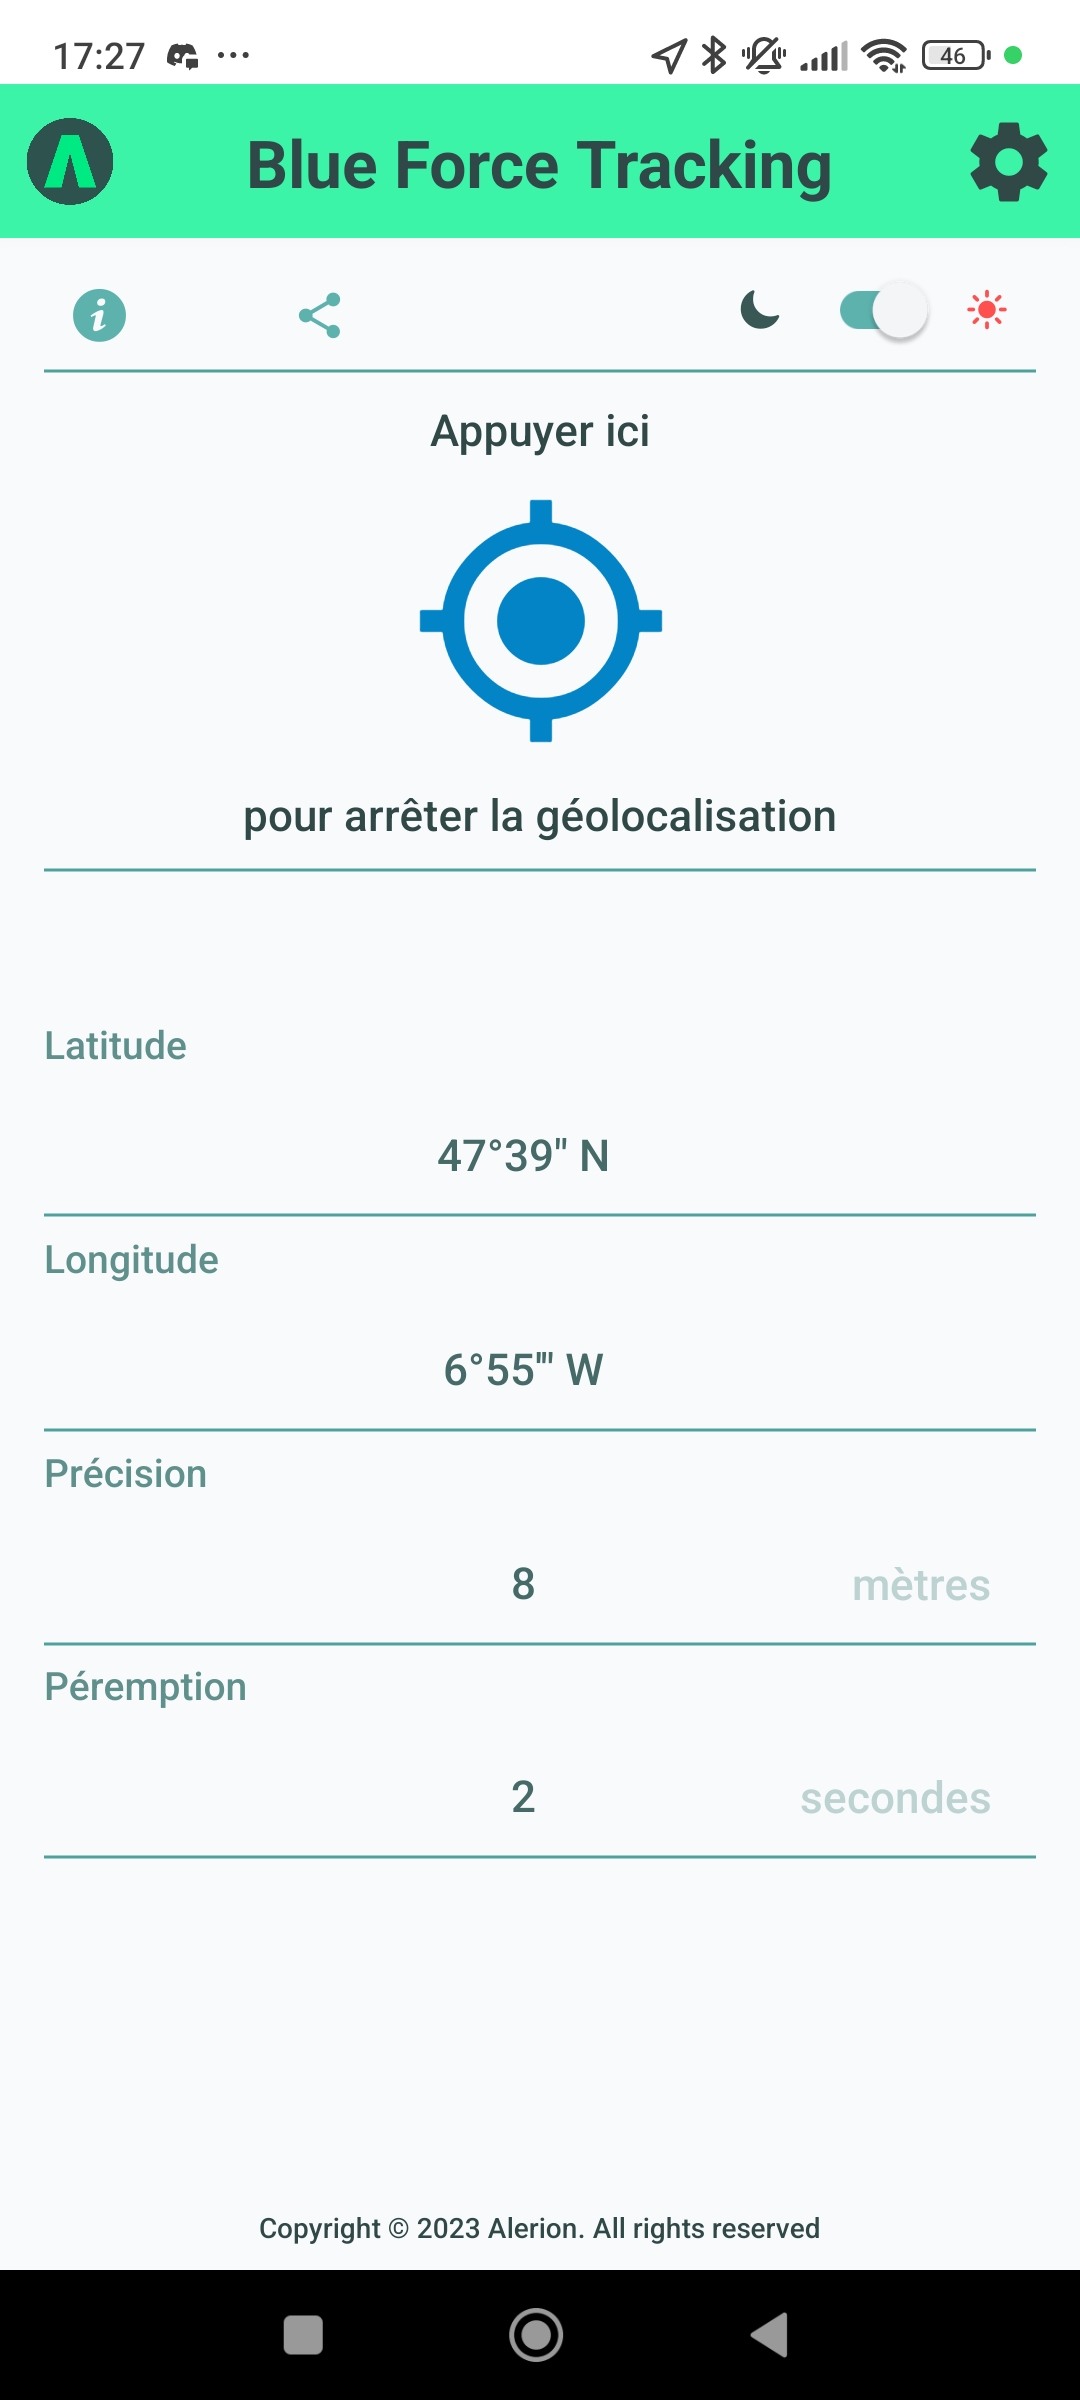 17:27
46
Blue Force Tracking
Appuyer ici
pour arrêter la géolocalisation
Latitude
47°39" N
Longitude
6°55"' W
Précision
8 mètres
Péremption
2 secondes
Copyright © 2023 Alerion. All rights reserved